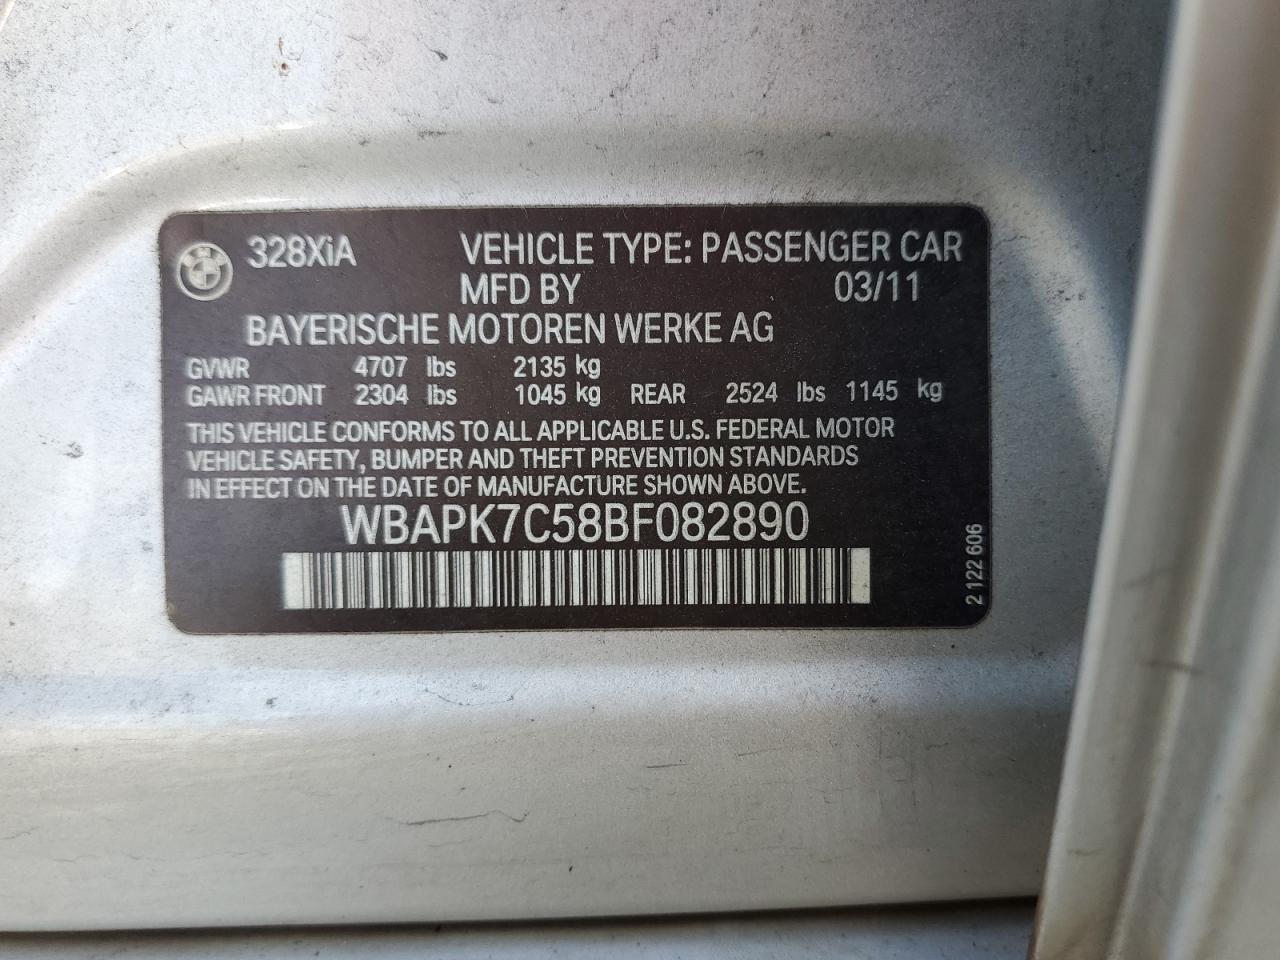 328XiA VEHICLE TYPE: PASSENGER CAR
MFD BY 03/11
BAYERISCHE MOTOREN WERKE AG
GVWR 4707 lbs 2135 kg
GAWR FRONT 2304 lbs 1045 kg REAR 2524 lbs 1145 kg
THIS VEHICLE CONFORMS TO ALL APPLICABLE U.S. FEDERAL MOTOR
VEHICLE SAFETY, BUMPER AND THEFT PREVENTION STANDARDS
IN EFFECT ON THE DATE OF MANUFACTURE SHOWN ABOVE.
WBAPK7C58BF082890
2 122 606